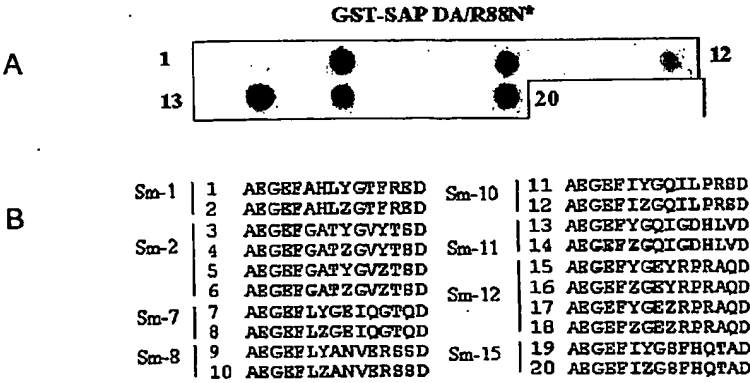 GST-SAP DA/R88N*
A
1
12
13
20
B
Sm-1
1 AEGEFAHLYGTFRED
2 AEGEFAHLZGTFRED
Sm-2
3 AEGEFGATYGVYTSD
4 AEGEFGATZGVYTSD
5 AEGEFGATYGVZTSD
6 AEGEFGATZGVZTSD
Sm-7
7 AEGEFLYGEIQGTQD
8 AEGEFLZGEIQGTQD
Sm-8
9 AEGEFLYANVERSSD
10 AEGEFLZANVERSSD
Sm-10
11 AEGEFIYGQILPRSD
12 AEGEFIZGQILPRSD
Sm-11
13 AEGEFYGQIGDHLVD
14 AEGEFZGQIGDHLVD
Sm-12
15 AEGEFYGEYRPRAQD
16 AEGEFZGEYRPRAQD
17 AEGEFYGEZRPRAQD
18 AEGEFZGEZRPRAQD
Sm-15
19 AEGEFIYGSFHQTAD
20 AEGEFIZGSFHQTAD